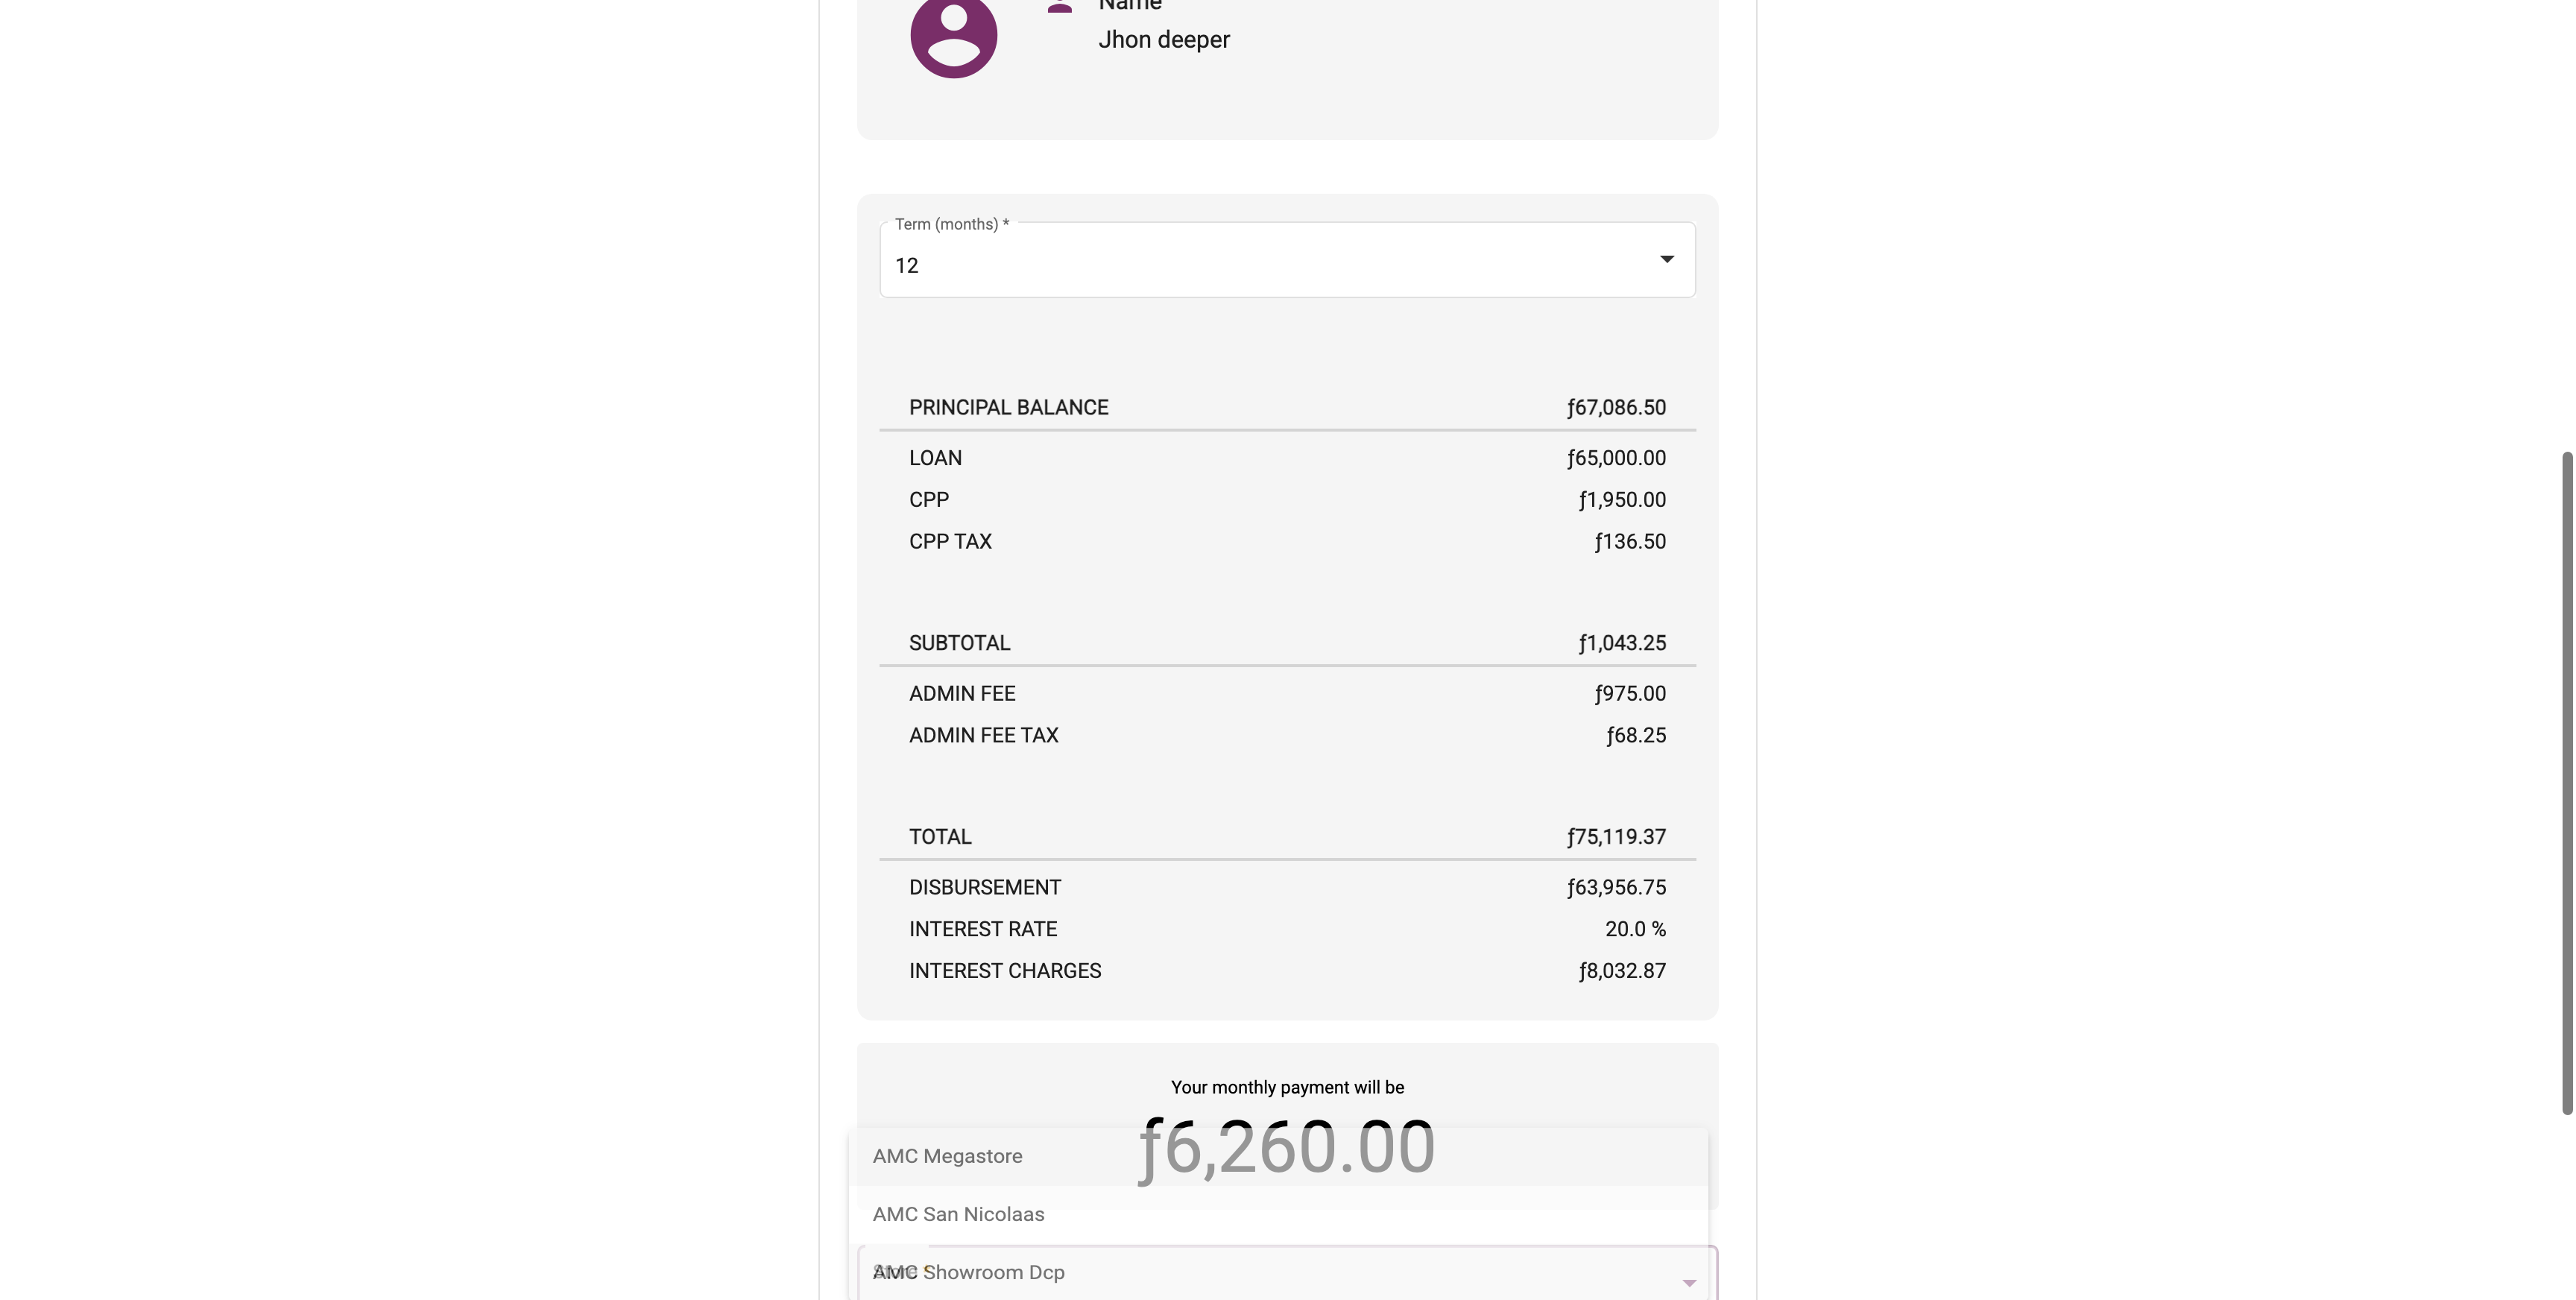 Name
Jhon deeper
Term (months) *
12
PRINCIPAL BALANCE ƒ67,086.50
LOAN ƒ65,000.00
CPP ƒ1,950.00
CPP TAX ƒ136.50
SUBTOTAL ƒ1,043.25
ADMIN FEE ƒ975.00
ADMIN FEE TAX ƒ68.25
TOTAL ƒ75,119.37
DISBURSEMENT ƒ63,956.75
INTEREST RATE 20.0 %
INTEREST CHARGES ƒ8,032.87
Your monthly payment will be
ƒ6,260.00
AMC Megastore
AMC San Nicolaas
AMC Showroom Dcp